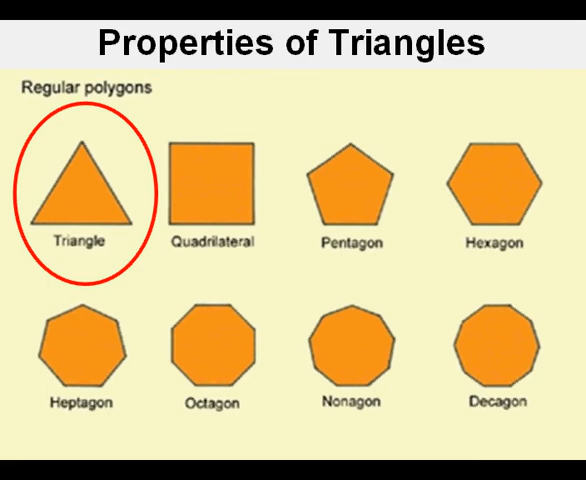 Properties of Triangles
Regular polygons
Triangle
Quadrilateral
Pentagon
Hexagon
Heptagon
Octagon
Nonagon
Decagon